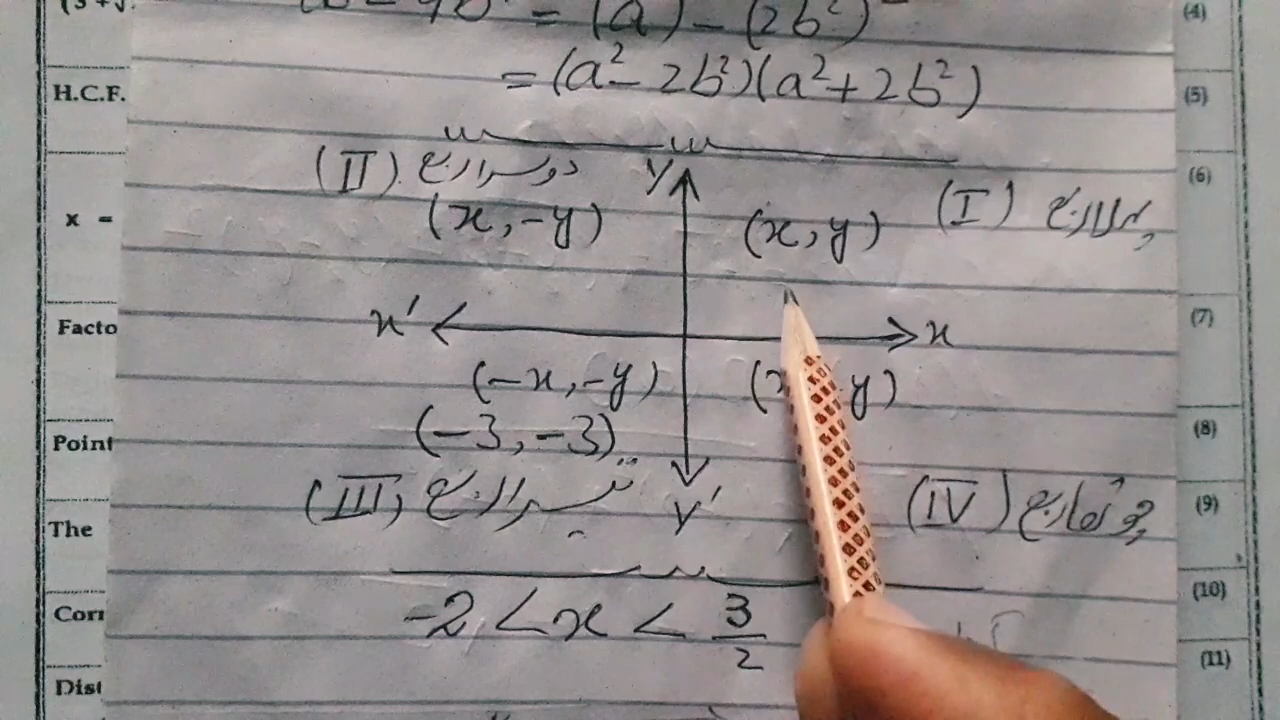 (4)
= (a²-2b²)(a²+2b²)
H.C.F.
(5)
(II) دوسرا ربع
Y
(I) پہلا ربع
(6)
x =
(x,-y)
(x,y)
Facto
x'
x
(7)
(-x,-y)
Point
(-3,-3)
(8)
(III) تیسرا ربع
Y'
(IV) چوتھا ربع
(9)
The
(10)
Corr
-2 < x < 3/2
(11)
Dist